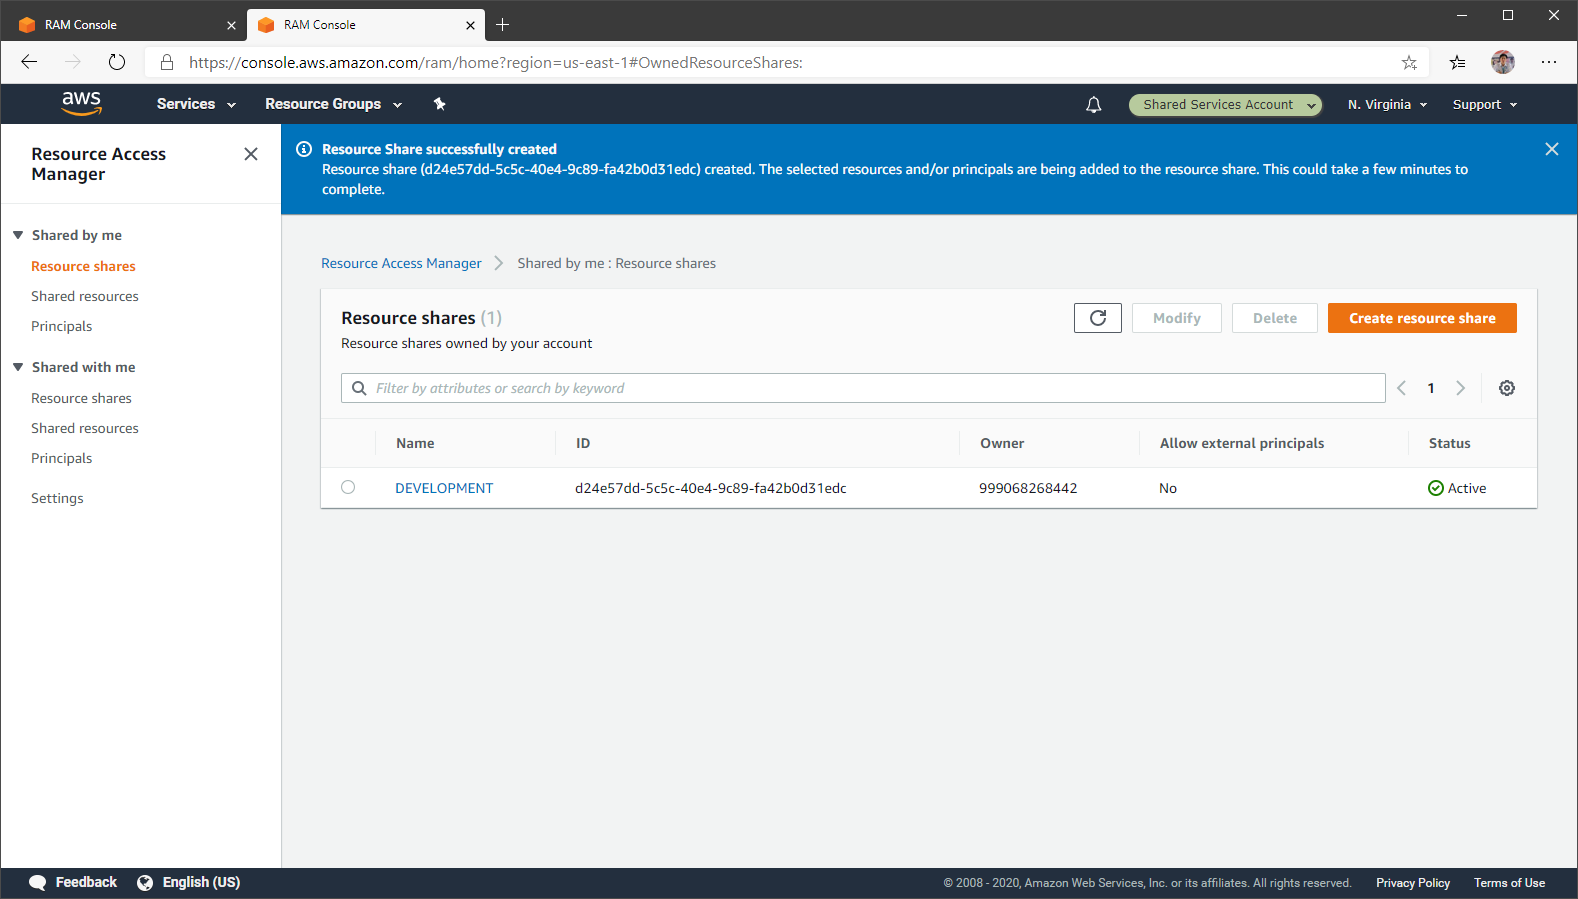 RAM Console
RAM Console
https://console.aws.amazon.com/ram/home?region=us-east-1#OwnedResourceShares:
aws
Services
Resource Groups
Shared Services Account
N. Virginia
Support
Resource Access
Manager
Shared by me
Resource shares
Shared resources
Principals
Shared with me
Resource shares
Shared resources
Principals
Settings
Resource Share successfully created
Resource share (d24e57dd-5c5c-40e4-9c89-fa42b0d31edc) created. The selected resources and/or principals are being added to the resource share. This could take a few minutes to
complete.
Resource Access Manager
Shared by me : Resource shares
Resource shares (1)
Resource shares owned by your account
Modify
Delete
Create resource share
Filter by attributes or search by keyword
1
Name ID Owner Allow external principals Status
DEVELOPMENT d24e57dd-5c5c-40e4-9c89-fa42b0d31edc 999068268442 No Active
Feedback
English (US)
© 2008 - 2020, Amazon Web Services, Inc. or its affiliates. All rights reserved.
Privacy Policy
Terms of Use